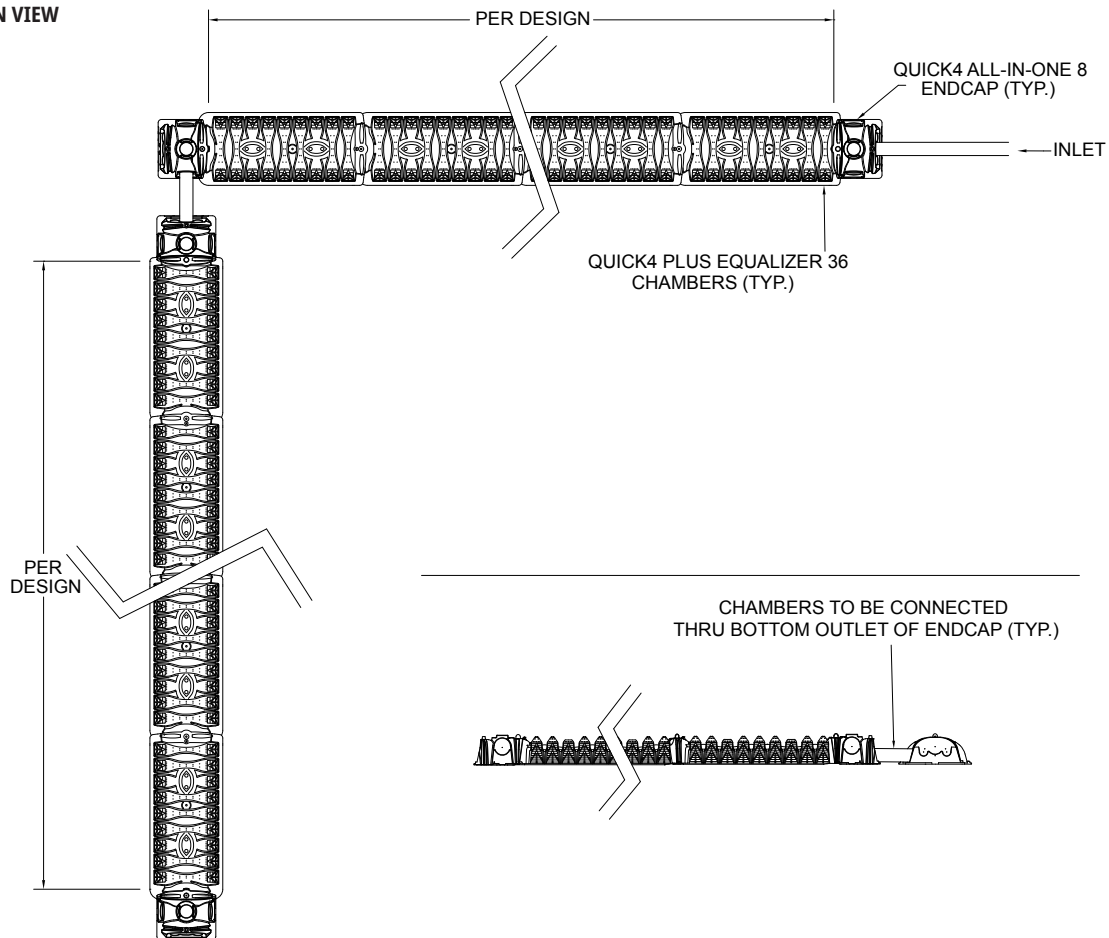 N VIEW
PER DESIGN
QUICK4 ALL-IN-ONE 8
ENDCAP (TYP.)
INLET
QUICK4 PLUS EQUALIZER 36
CHAMBERS (TYP.)
PER
DESIGN
CHAMBERS TO BE CONNECTED
THRU BOTTOM OUTLET OF ENDCAP (TYP.)